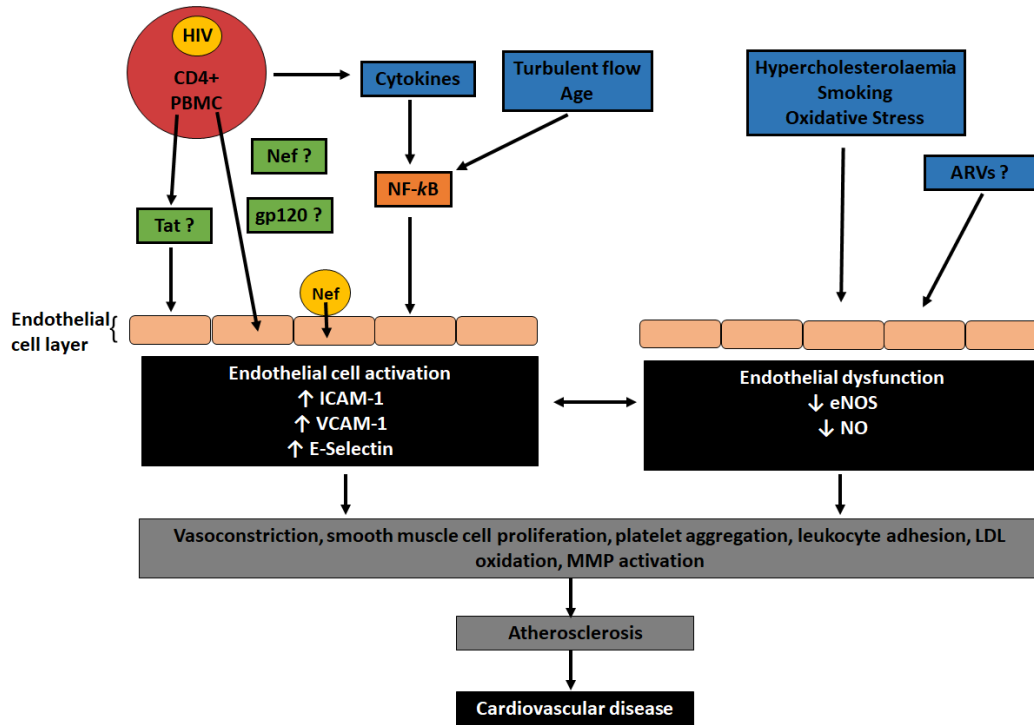 HIV
CD4+
PBMC
Cytokines
Turbulent flow
Age
Hypercholesterolaemia
Smoking
Oxidative Stress
Nef ?
NF-kB
ARVs ?
gp120 ?
Tat ?
Nef
Endothelial
cell layer
{
Endothelial cell activation
↑ ICAM-1
↑ VCAM-1
↑ E-Selectin
Endothelial dysfunction
↓ eNOS
↓ NO
Vasoconstriction, smooth muscle cell proliferation, platelet aggregation, leukocyte adhesion, LDL
oxidation, MMP activation
Atherosclerosis
Cardiovascular disease